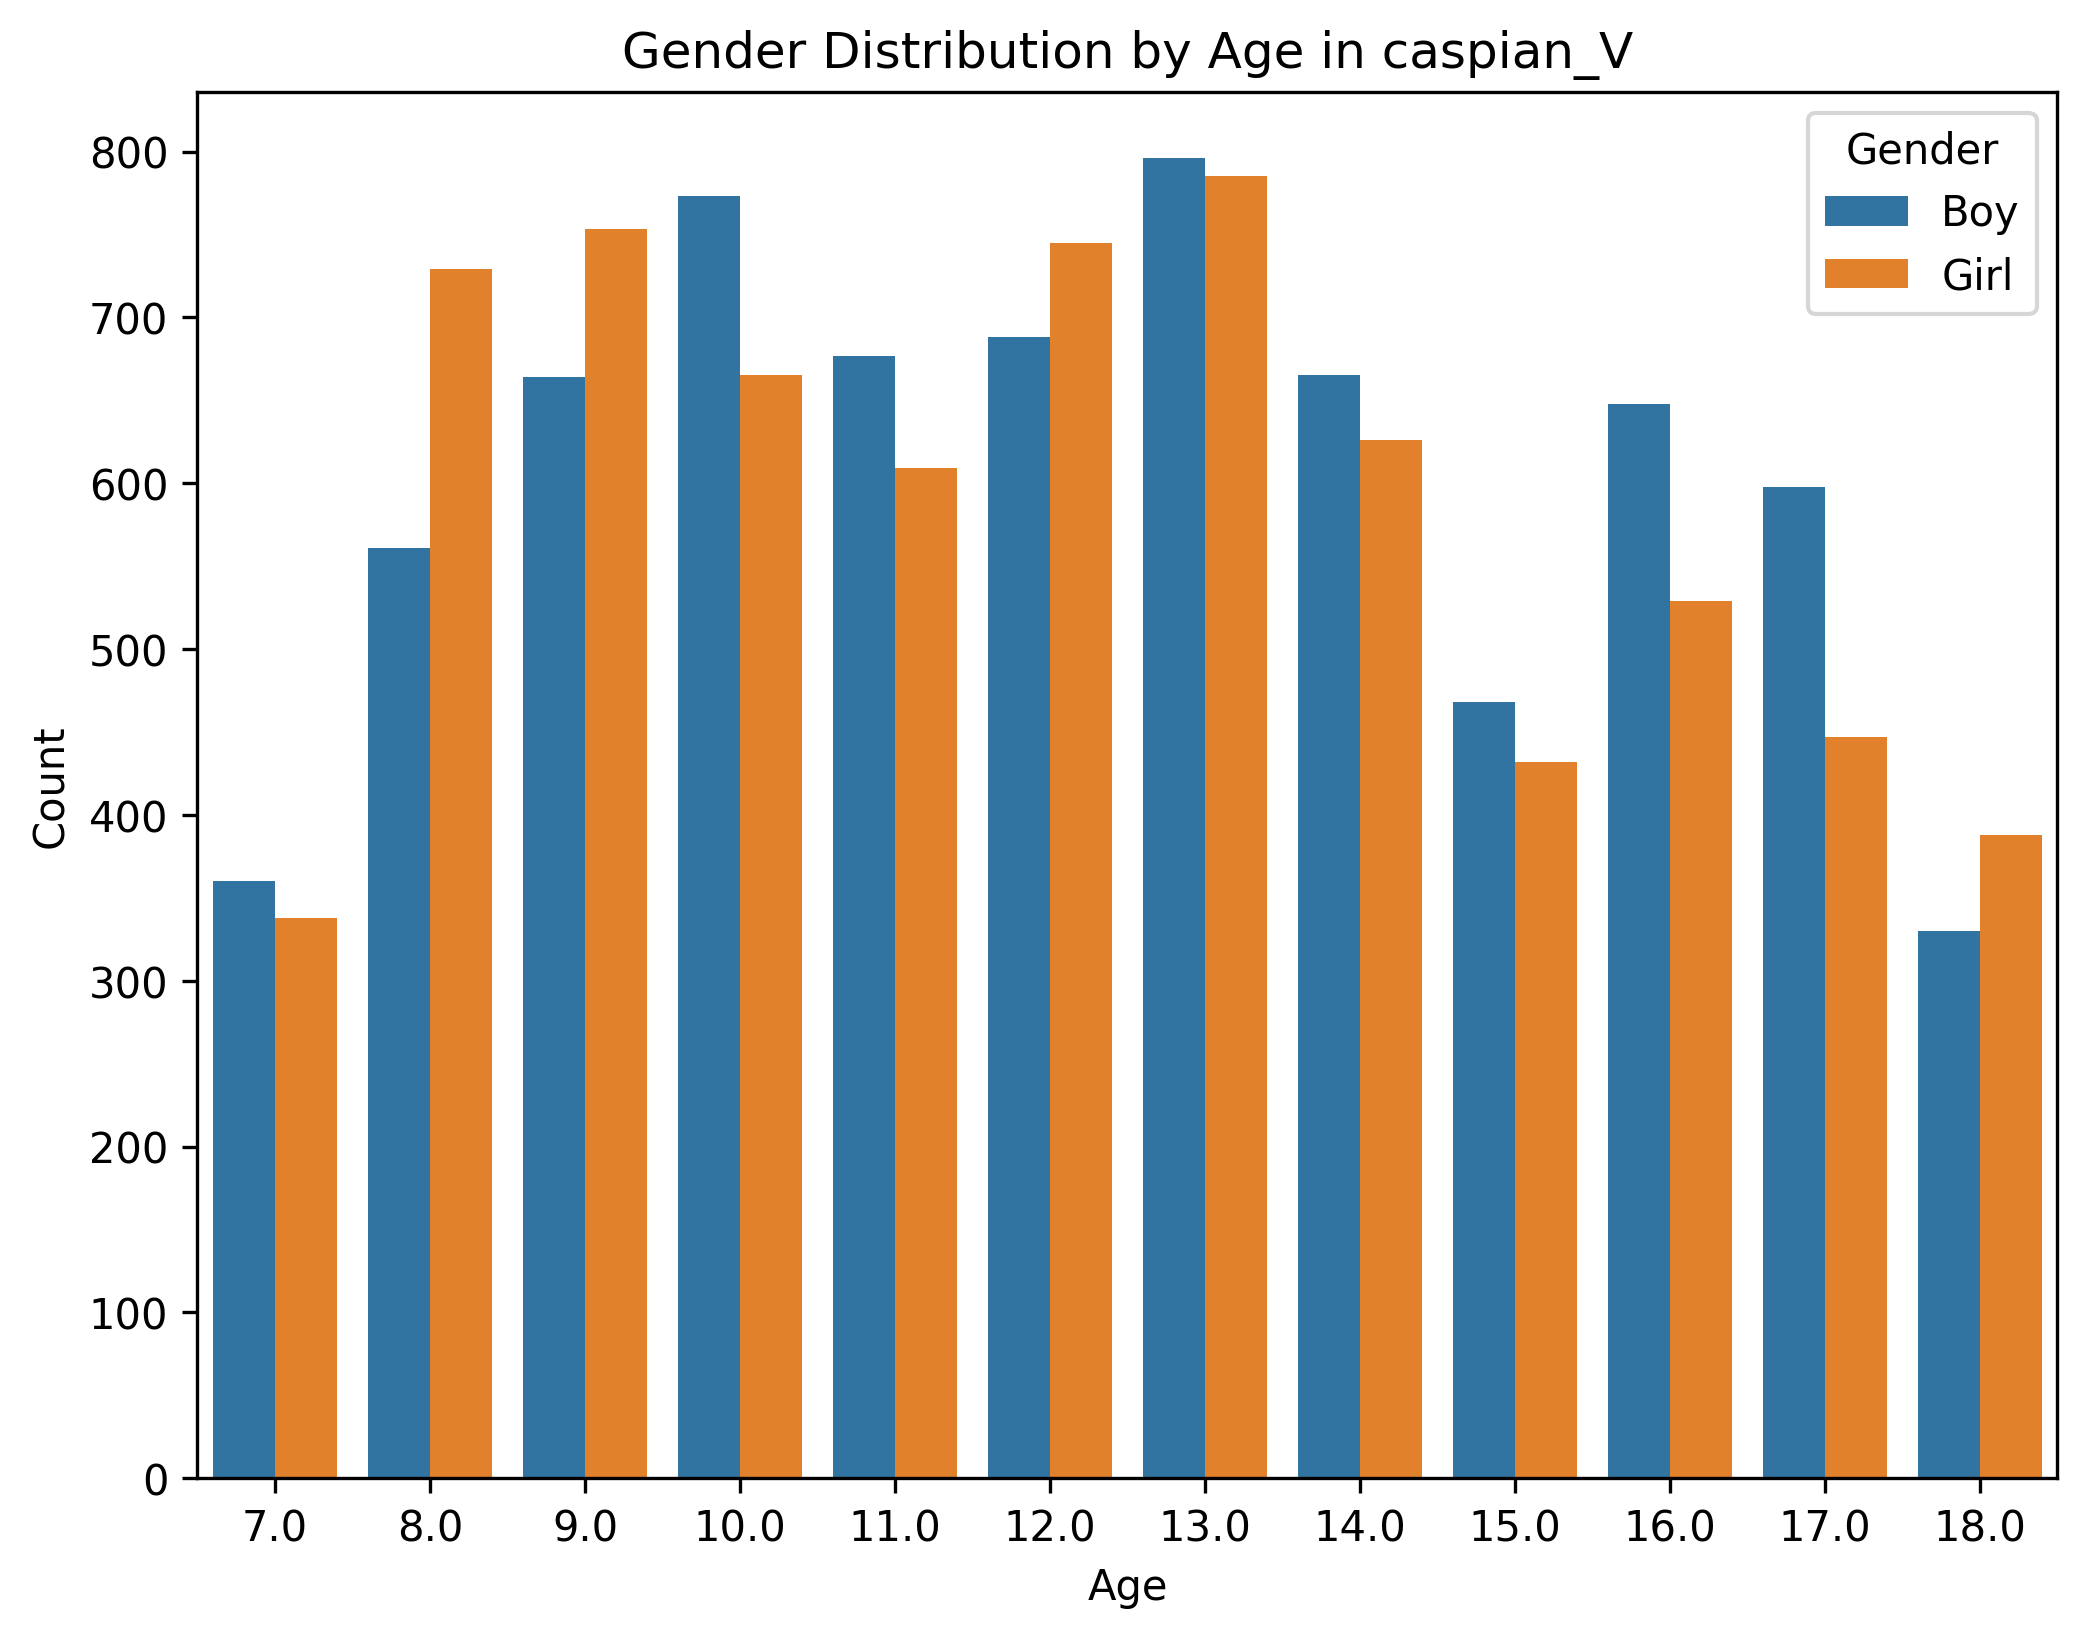 Gender Distribution by Age in caspian_V
Gender
Boy
Girl
Count
800
700
600
500
400
300
200
100
0
7.0 8.0 9.0 10.0 11.0 12.0 13.0 14.0 15.0 16.0 17.0 18.0
Age